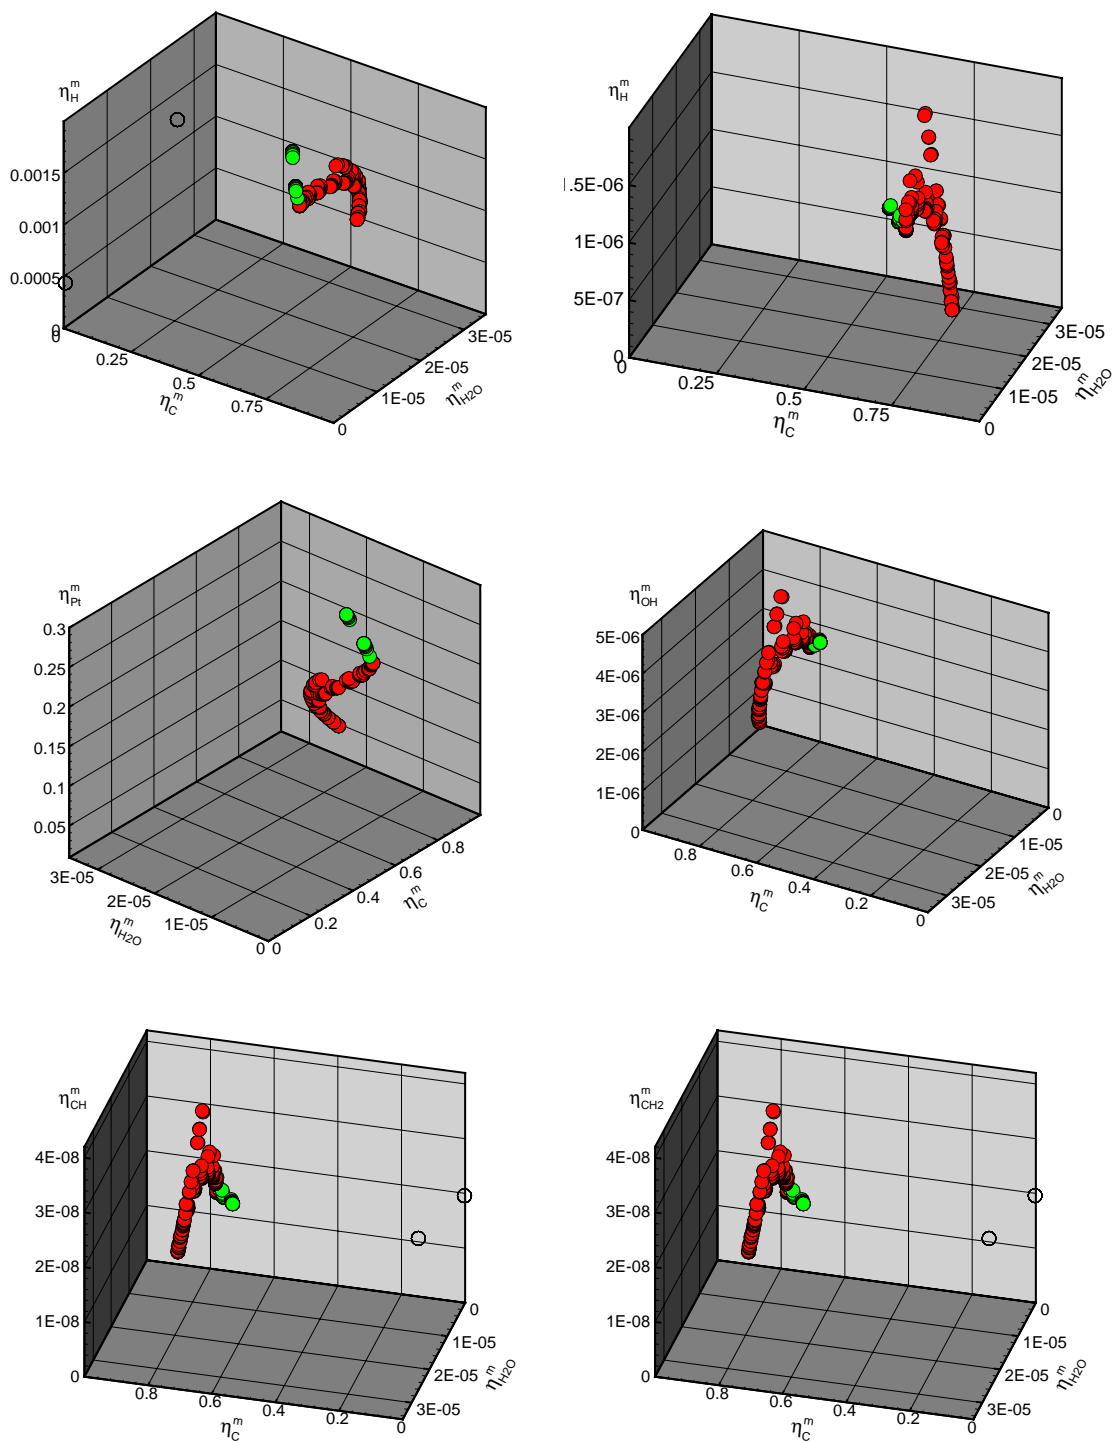 η_H^m
0.0015
0.001
0.0005
0
0
0.25
0.5
0.75
η_C^m
0
1E-05
2E-05
3E-05
η_H2O^m
η_H^m
1.5E-06
1E-06
5E-07
0
0
0.25
0.5
0.75
η_C^m
0
1E-05
2E-05
3E-05
η_H2O^m
η_Pt^m
0.3
0.25
0.2
0.15
0.1
0.05
3E-05
2E-05
1E-05
0
η_H2O^m
0
0.2
0.4
0.6
0.8
η_C^m
η_OH^m
5E-06
4E-06
3E-06
2E-06
1E-06
0
0.8
0.6
0.4
0.2
0
η_C^m
0
1E-05
2E-05
3E-05
η_H2O^m
η_CH^m
4E-08
3E-08
2E-08
1E-08
0
0.8
0.6
0.4
0.2
0
η_C^m
0
1E-05
2E-05
3E-05
η_H2O^m
η_CH2^m
4E-08
3E-08
2E-08
1E-08
0
0.8
0.6
0.4
0.2
0
η_C^m
0
1E-05
2E-05
3E-05
η_H2O^m